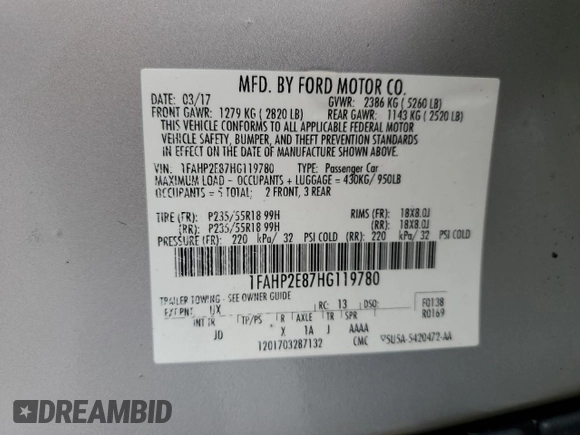 MFD. BY FORD MOTOR CO.
DATE: 03/17 GVWR: 2386 KG ( 5260 LB)
FRONT GAWR: 1279 KG ( 2820 LB) REAR GAWR: 1143 KG ( 2520 LB)
THIS VEHICLE CONFORMS TO ALL APPLICABLE FEDERAL MOTOR
VEHICLE SAFETY, BUMPER, AND THEFT PREVENTION STANDARDS
IN EFFECT ON THE DATE OF MANUFACTURE SHOWN ABOVE.
VIN: 1FAHP2E87HG119780 TYPE: Passenger Car
MAXIMUM LOAD - OCCUPANTS + LUGGAGE = 430KG/ 950LB
OCCUPANTS = 5 TOTAL: 2 FRONT, 3 REAR
TIRE (FR): P235/55R18 99H RIMS (FR): 18X8.0J
(RR): P235/55R18 99H (RR): 18X8.0J
PRESSURE (FR): 220 kPa/ 32 PSI COLD (RR): 220 kPa/ 32 PSI COLD
1FAHP2E87HG119780
TRAILER TOWING - SEE OWNER GUIDE
EXT PNT: UX RC: 13 DSO: F0138
INT TR TP/PS R AXLE TR SPR R0169
JD X 1A J AAAA
1201703287132 CMC 5U5A-5420472-AA
DREAMBID